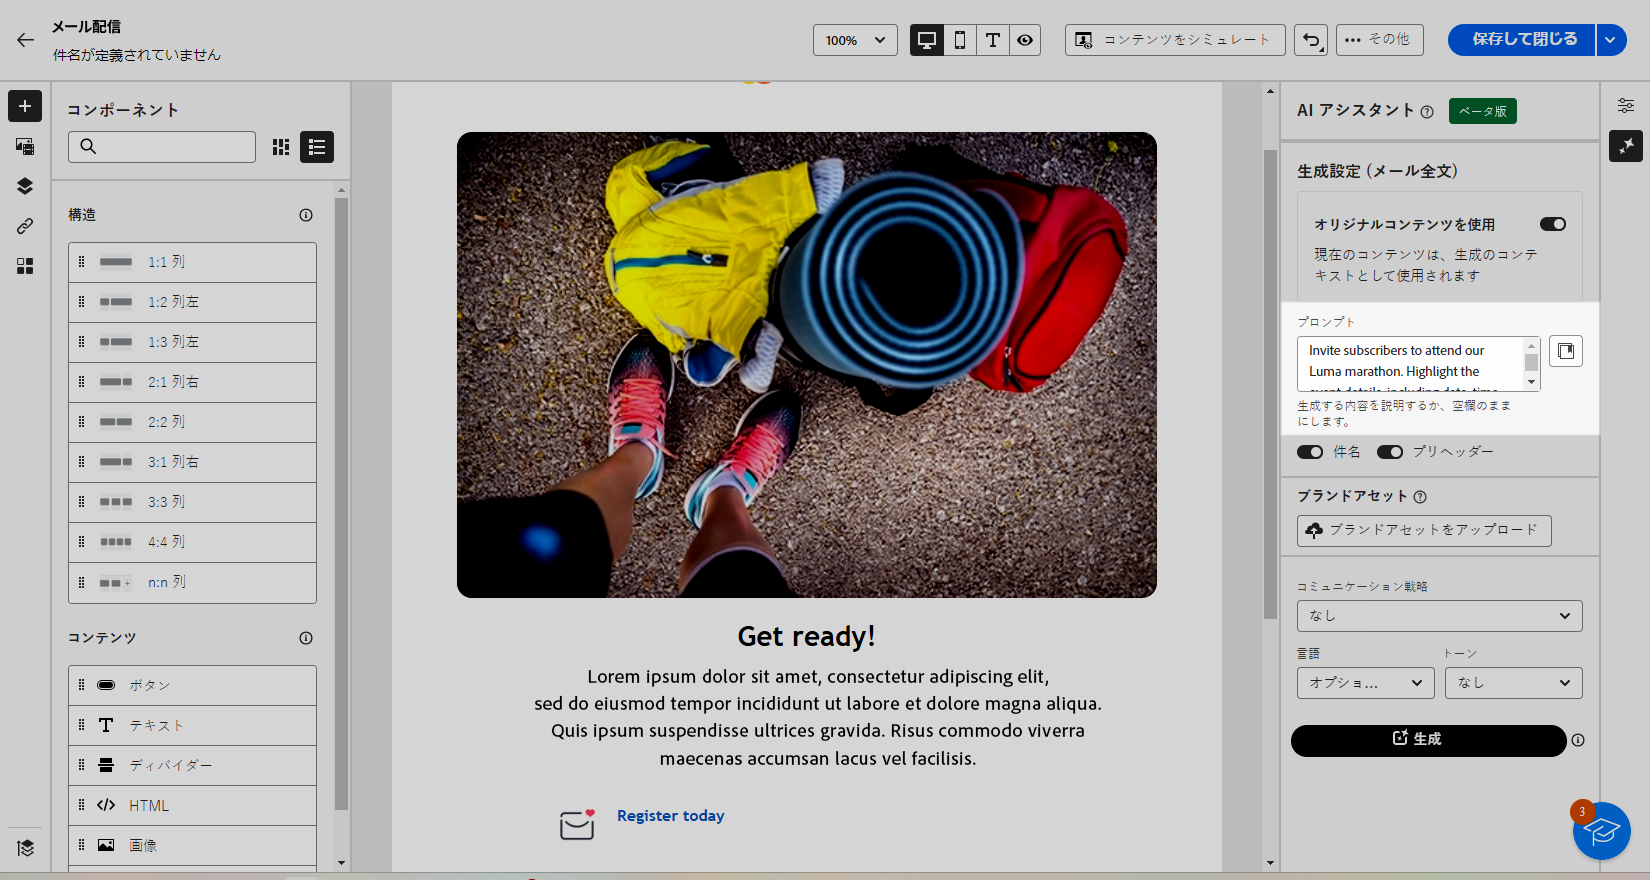 メール配信
件名が定義されていません
100%
コンテンツをシミュレート
その他
保存して閉じる
コンポーネント
構造
1:1 列
1:2 列左
1:3 列左
2:1 列右
2:2 列
3:1 列右
3:3 列
4:4 列
n:n 列
コンテンツ
ボタン
テキスト
ディバイダー
HTML
画像
Get ready!
Lorem ipsum dolor sit amet, consectetur adipiscing elit,
sed do eiusmod tempor incididunt ut labore et dolore magna aliqua.
Quis ipsum suspendisse ultrices gravida. Risus commodo viverra
maecenas accumsan lacus vel facilisis.
Register today
AI アシスタント
ベータ版
生成設定 (メール全文)
オリジナルコンテンツを使用
現在のコンテンツは、生成のコンテ
キストとして使用されます
プロンプト
Invite subscribers to attend our
Luma marathon. Highlight the
event details, including date, time,
生成する内容を説明するか、空欄のまま
にします。
件名
プリヘッダー
ブランドアセット
ブランドアセットをアップロード
コミュニケーション戦略
なし
言語
トーン
オプショ...
なし
生成
3